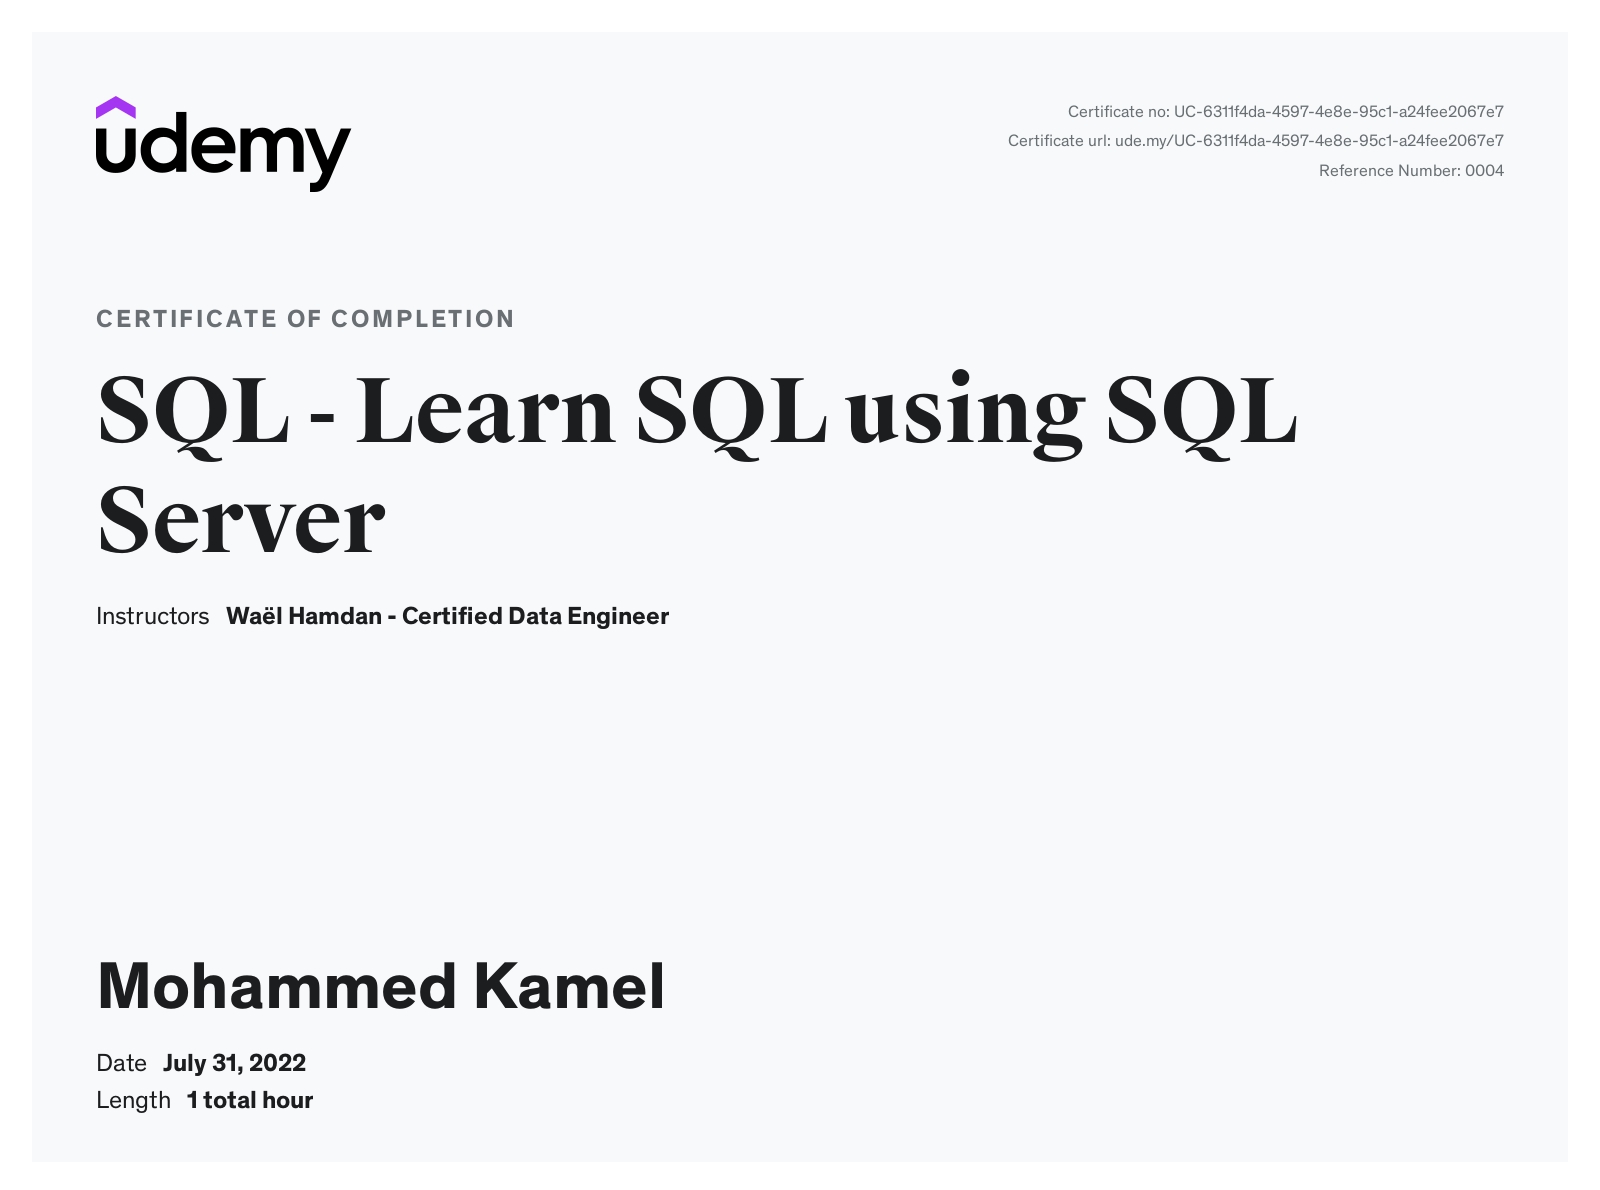 udemy
Certificate no: UC-6311f4da-4597-4e8e-95c1-a24fee2067e7
Certificate url: ude.my/UC-6311f4da-4597-4e8e-95c1-a24fee2067e7
Reference Number: 0004
CERTIFICATE OF COMPLETION
SQL - Learn SQL using SQL
Server
Instructors Waël Hamdan - Certified Data Engineer
Mohammed Kamel
Date July 31, 2022
Length 1 total hour